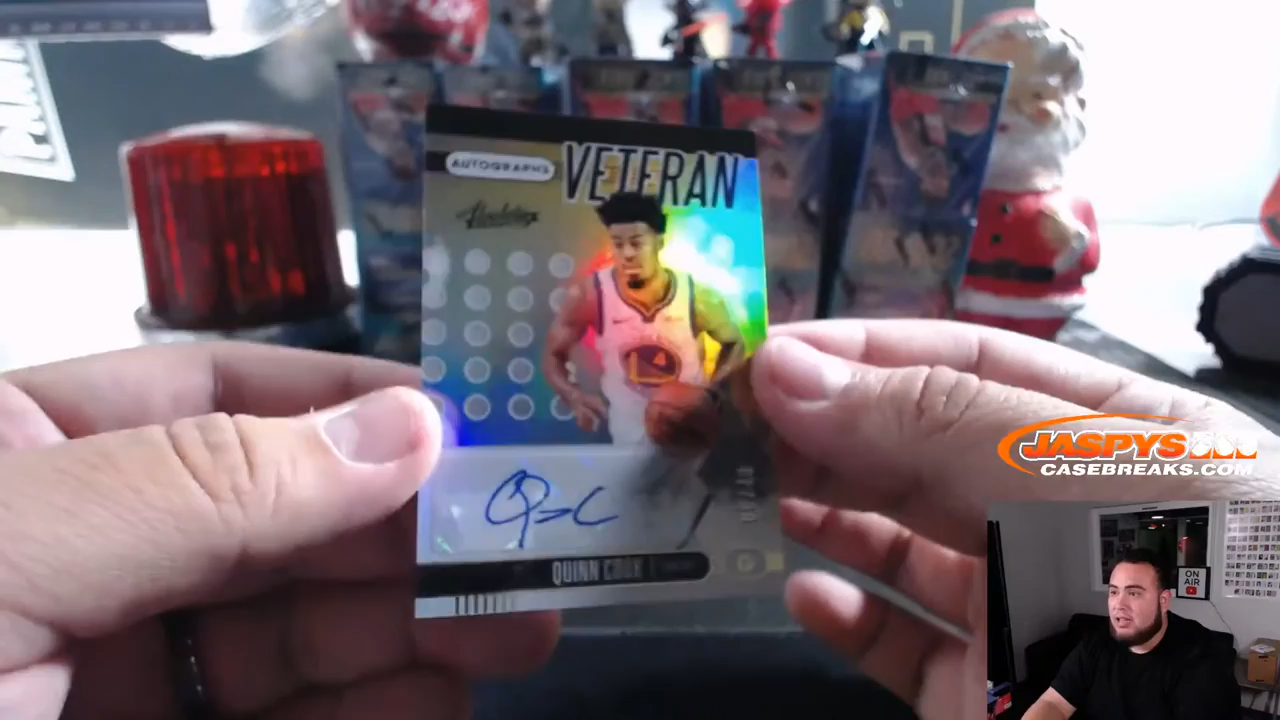 VETERAN
AUTOGRAPHS
Absolute
QUINN COOK
JASPYS
CASEBREAKS.COM
ON
AIR